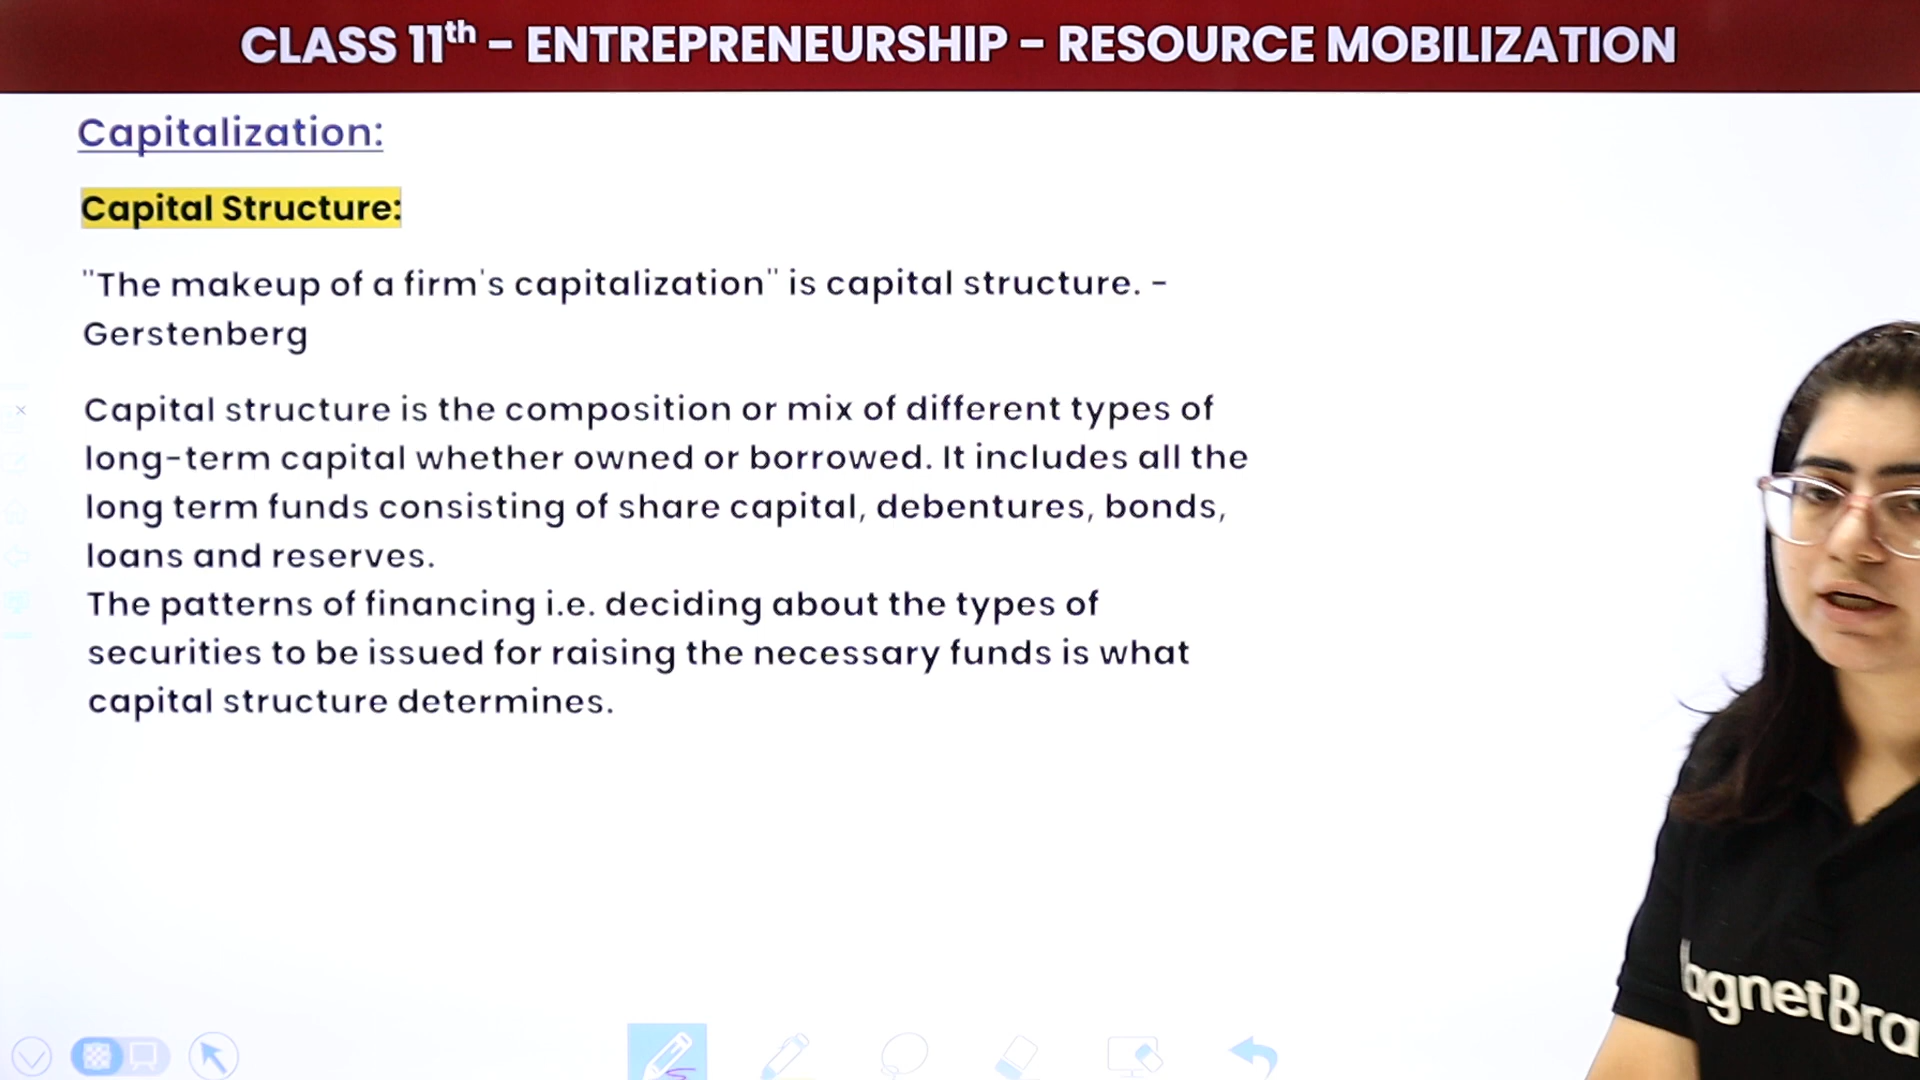 CLASS 11th - ENTREPRENEURSHIP - RESOURCE MOBILIZATION
Capitalization:
Capital Structure:
"The makeup of a firm's capitalization" is capital structure. -
Gerstenberg
Capital structure is the composition or mix of different types of
long-term capital whether owned or borrowed. It includes all the
long term funds consisting of share capital, debentures, bonds,
loans and reserves.
The patterns of financing i.e. deciding about the types of
securities to be issued for raising the necessary funds is what
capital structure determines.
agnetBra